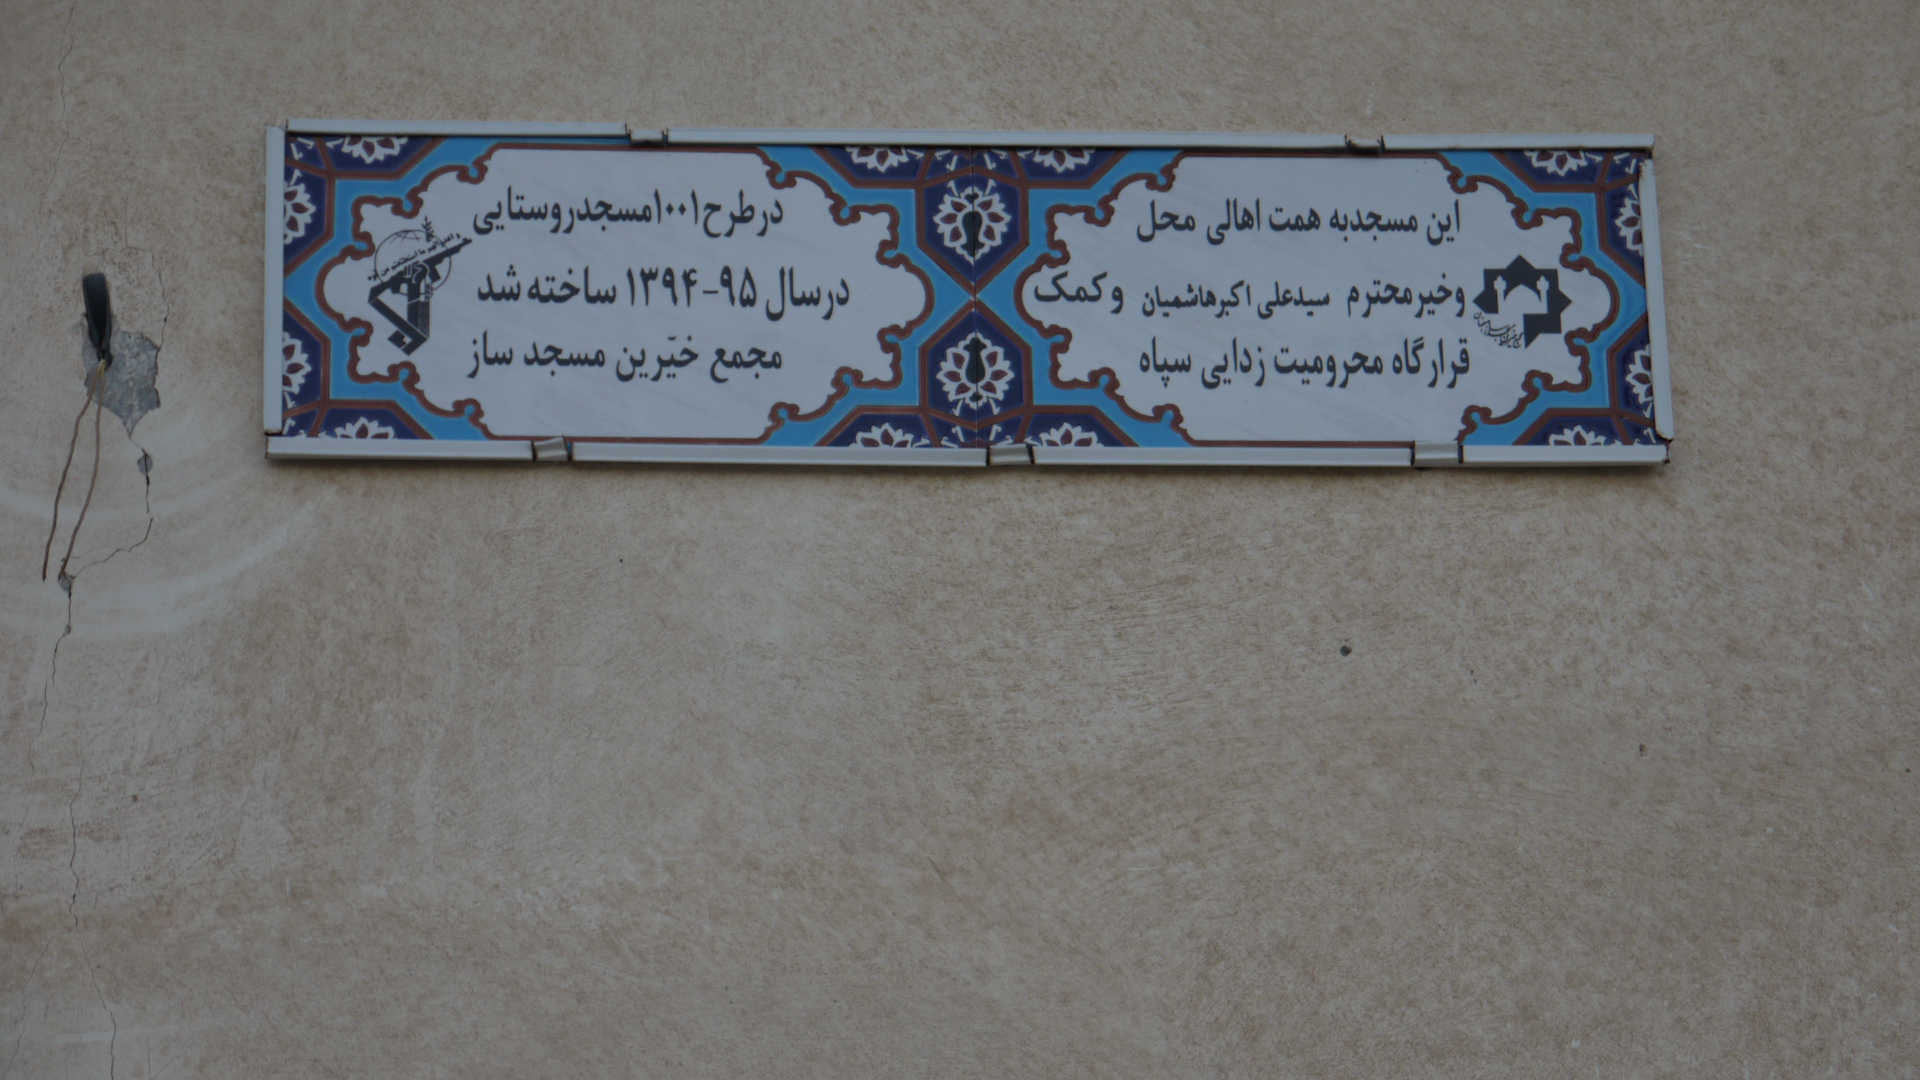 این مسجدبه همت اهالی محل
وخیرمحترم سیدعلی اکبرهاشمیان وکمک
قرارگاه محرومیت زدایی سپاه
درطرح۱۰۰۱مسجدروستایی
درسال ۹۵-۱۳۹۴ ساخته شد
مجمع خیّرین مسجد ساز